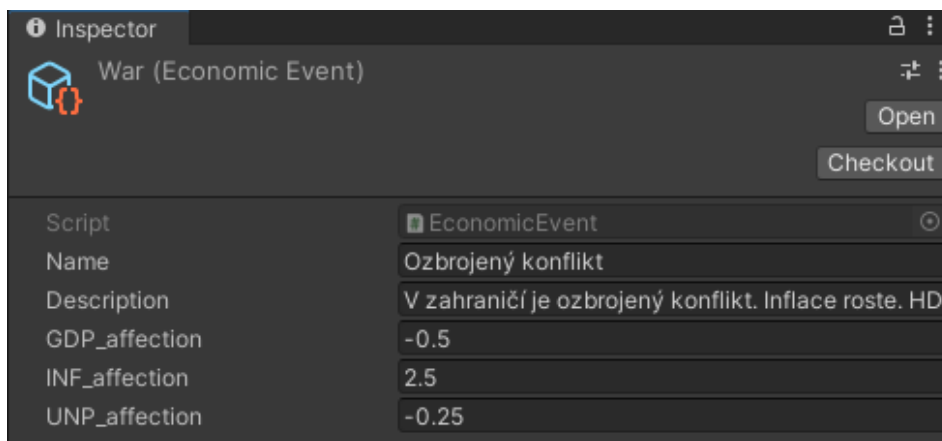 Inspector
War (Economic Event)
Open
Checkout
Script EconomicEvent
Name Ozbrojený konflikt
Description V zahraničí je ozbrojený konflikt. Inflace roste. HD
GDP_affection -0.5
INF_affection 2.5
UNP_affection -0.25